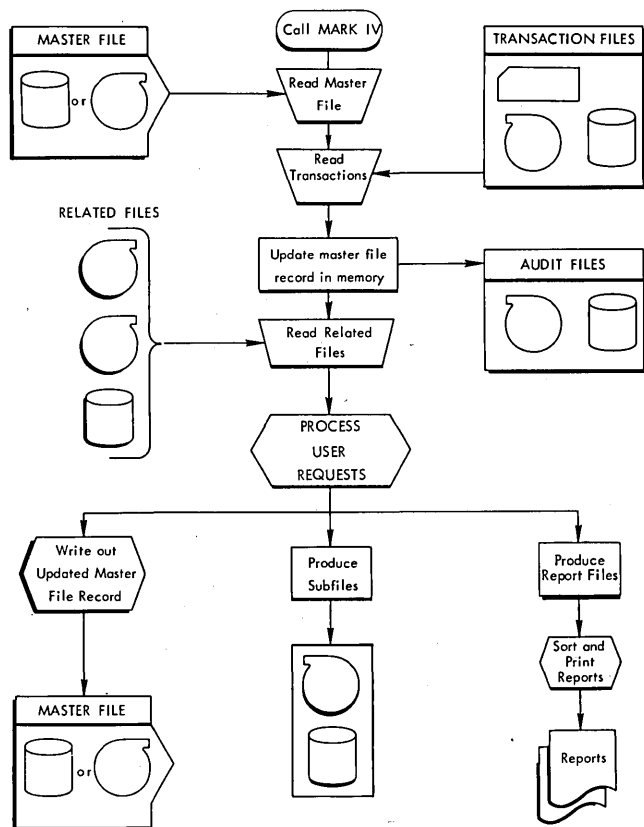 Call MARK IV
MASTER FILE
or
Read Master
File
TRANSACTION FILES
Read
Transactions
RELATED FILES
Update master file
record in memory
AUDIT FILES
Read Related
Files
PROCESS
USER
REQUESTS
Write out
Updated Master
File Record
Produce
Subfiles
Produce
Report Files
Sort and
Print
Reports
MASTER FILE
or
Reports